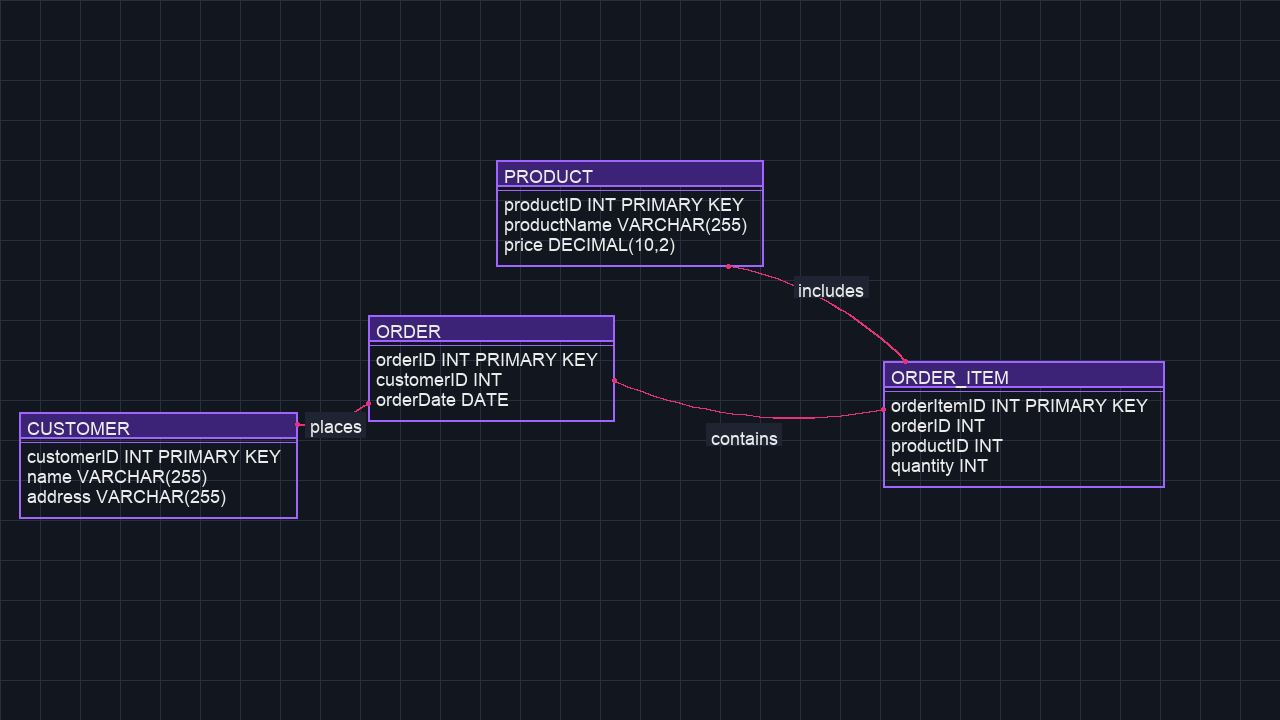 PRODUCT
productID INT PRIMARY KEY
productName VARCHAR(255)
price DECIMAL(10,2)
includes
ORDER
orderID INT PRIMARY KEY
customerID INT
orderDate DATE
ORDER_ITEM
orderItemID INT PRIMARY KEY
orderID INT
productID INT
quantity INT
CUSTOMER
customerID INT PRIMARY KEY
name VARCHAR(255)
address VARCHAR(255)
places
contains